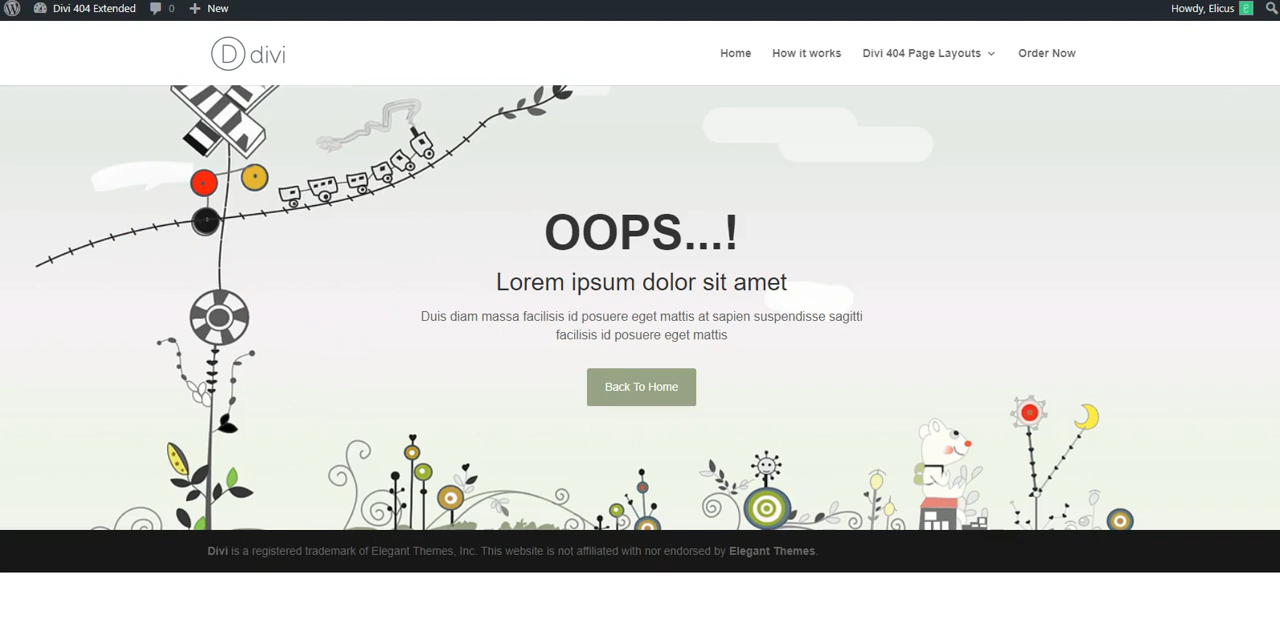 Divi 404 Extended 0 New Howdy, Elicus
D divi Home How it works Divi 404 Page Layouts Order Now
OOPS...!
Lorem ipsum dolor sit amet
Duis diam massa facilisis id posuere eget mattis at sapien suspendisse sagitti
facilisis id posuere eget mattis
Back To Home
Divi is a registered trademark of Elegant Themes, Inc. This website is not affiliated with nor endorsed by Elegant Themes.